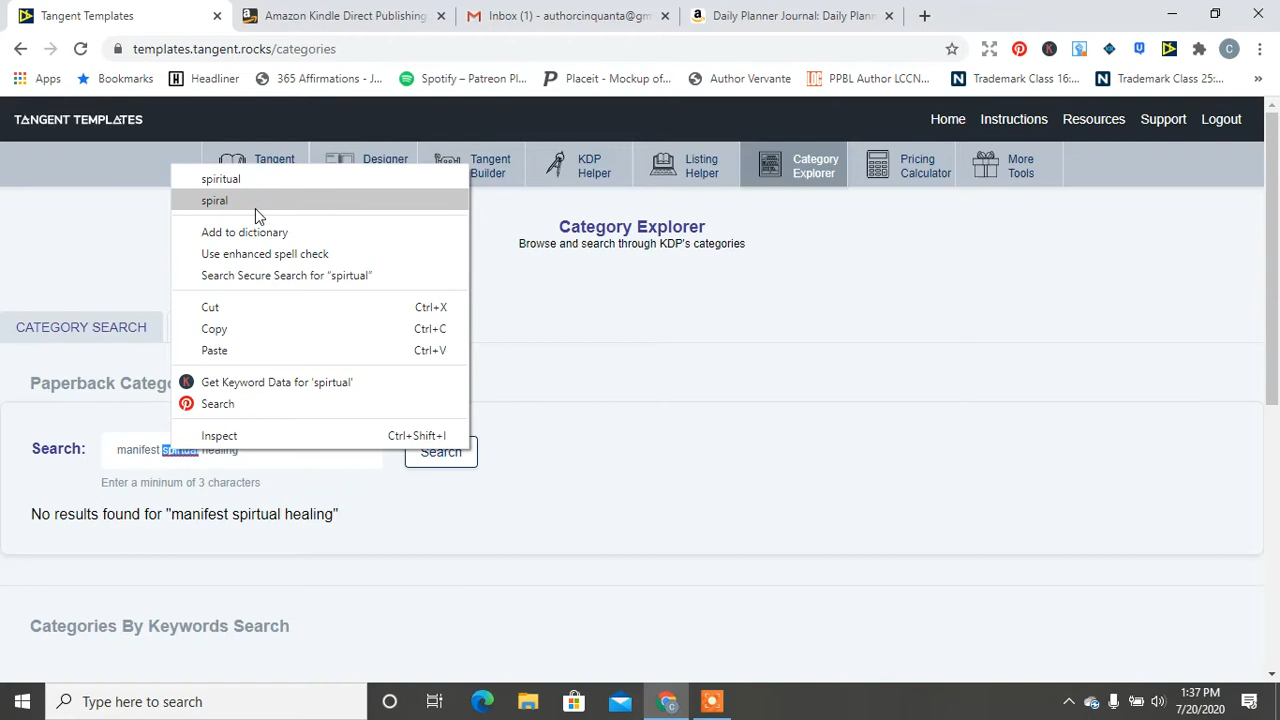 Tangent Templates
Amazon Kindle Direct Publishing
Inbox (1) - authorcinquanta@gm
Daily Planner Journal: Daily Plann
templates.tangent.rocks/categories
Apps
Bookmarks
Headliner
365 Affirmations - J...
Spotify – Patreon Pl...
Placeit - Mockup of...
Author Vervante
PPBL Author LCCN...
Trademark Class 16:...
Trademark Class 25:...
TANGENT TEMPLATES
Home
Instructions
Resources
Support
Logout
Tangent
Designer
Tangent
Builder
KDP
Helper
Listing
Helper
Category
Explorer
Pricing
Calculator
More
Tools
spiritual
spiral
Add to dictionary
Use enhanced spell check
Search Secure Search for “spirtual”
Cut Ctrl+X
Copy Ctrl+C
Paste Ctrl+V
Get Keyword Data for 'spirtual'
Search
Inspect Ctrl+Shift+I
Category Explorer
Browse and search through KDP's categories
CATEGORY SEARCH
Paperback Categ
Search:
manifest spirtual healing
Search
Enter a minimum of 3 characters
No results found for "manifest spirtual healing"
Categories By Keywords Search
Type here to search
1:37 PM
7/20/2020